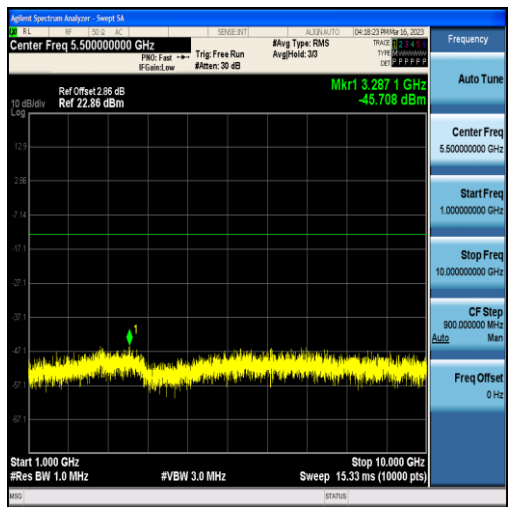 Agilent Spectrum Analyzer - Swept SA
RL RF 50 Ω AC SENSE:INT ALIGN AUTO 04:18:23 PM Mar 16, 2023
Center Freq 5.500000000 GHz
PNO: Fast
IFGain:Low
Trig: Free Run
#Atten: 30 dB
#Avg Type: RMS
Avg|Hold: 3/3
TRACE 1 2 3 4 5 6
TYPE
DET P P P P P P
Frequency
Mkr1 3.287 1 GHz
-45.708 dBm
Ref Offset 2.86 dB
Ref 22.86 dBm
10 dB/div
Log
12.9
2.86
-7.14
-17.1
-27.1
-37.1
-47.1
-57.1
-67.1
1
Auto Tune
Center Freq
5.500000000 GHz
Start Freq
1.000000000 GHz
Stop Freq
10.000000000 GHz
CF Step
900.000000 MHz
Auto Man
Freq Offset
0 Hz
Start 1.000 GHz Stop 10.000 GHz
#Res BW 1.0 MHz #VBW 3.0 MHz Sweep 15.33 ms (10000 pts)
MSG STATUS